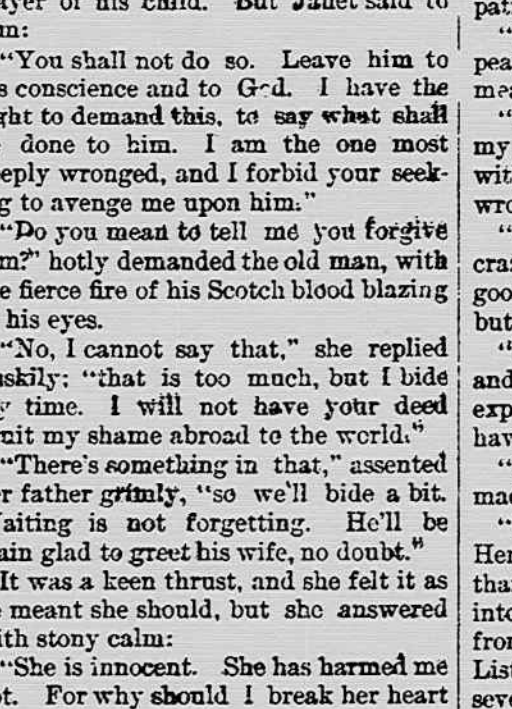 ayer of his child. But Janet said to
m:
"You shall not do so. Leave him to
s conscience and to God. I have the
ght to demand this, to say what shall
done to him. I am the one most
eeply wronged, and I forbid your seek-
g to avenge me upon him."
"Do you mean to tell me you forgive
m?" hotly demanded the old man, with
e fierce fire of his Scotch blood blazing
his eyes.
"No, I cannot say that," she replied
uskily; "that is too much, but I bide
y time. I will not have your deed
mit my shame abroad to the world."
"There's something in that," assented
r father grimly, "so we'll bide a bit.
aiting is not forgetting. He'll be
ain glad to greet his wife, no doubt."
It was a keen thrust, and she felt it as
e meant she should, but she answered
ith stony calm:
"She is innocent. She has harmed me
ot. For why should I break her heart
pati
"
pea
mea
"
my
wit
wro
"
cras
goo
but
"
and
exp
hav
"
mad
"
Her
tha
into
from
List
seve